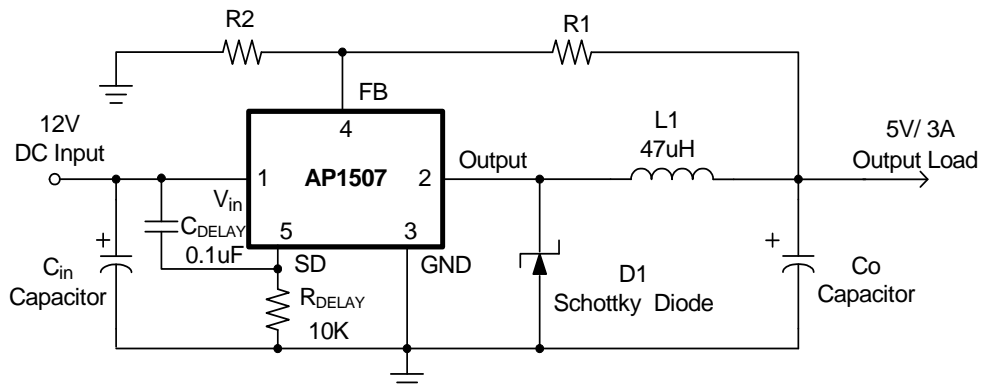 R2
R1
FB
4
12V
DC Input
L1
47uH
5V/ 3A
Output Load
Output
1
AP1507
2
Vin
CDELAY
0.1uF
5
3
SD
GND
+
Cin
Capacitor
RDELAY
10K
D1
Schottky Diode
+
Co
Capacitor